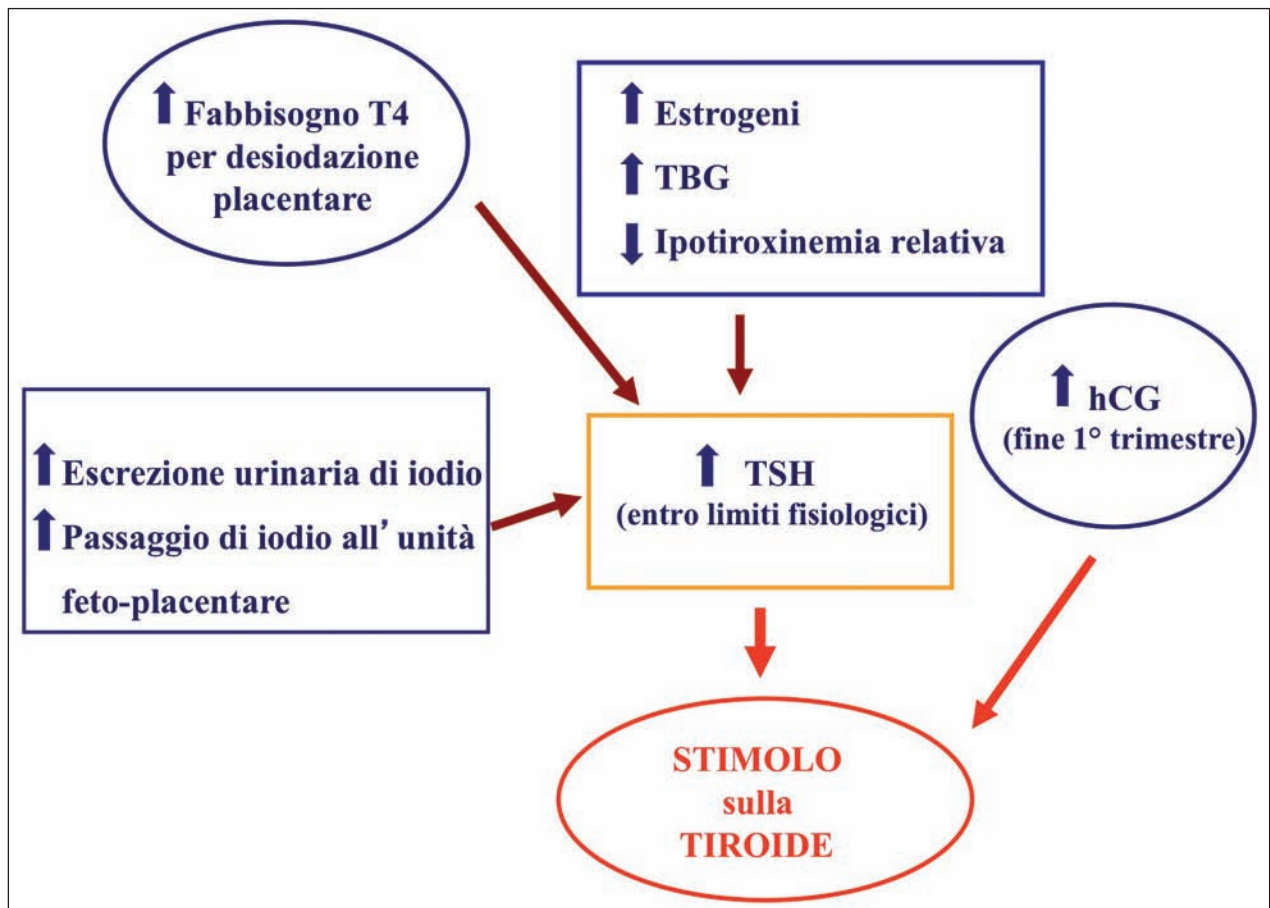 Fabbisogno T4
per desiodazione
placentare
Estrogeni
TBG
Ipotiroxinemia relativa
hCG
(fine 1° trimestre)
Escrezione urinaria di iodio
Passaggio di iodio all' unità
feto-placentare
TSH
(entro limiti fisiologici)
STIMOLO
sulla
TIROIDE